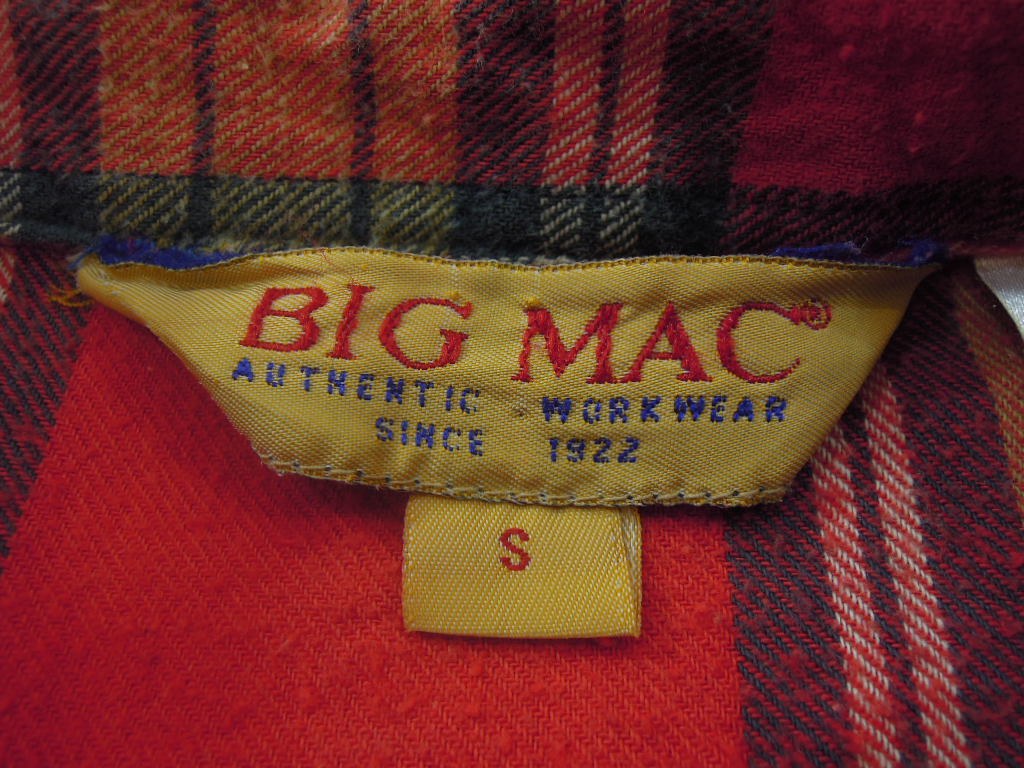 BIG MAC®
AUTHENTIC WORKWEAR
SINCE 1922
S